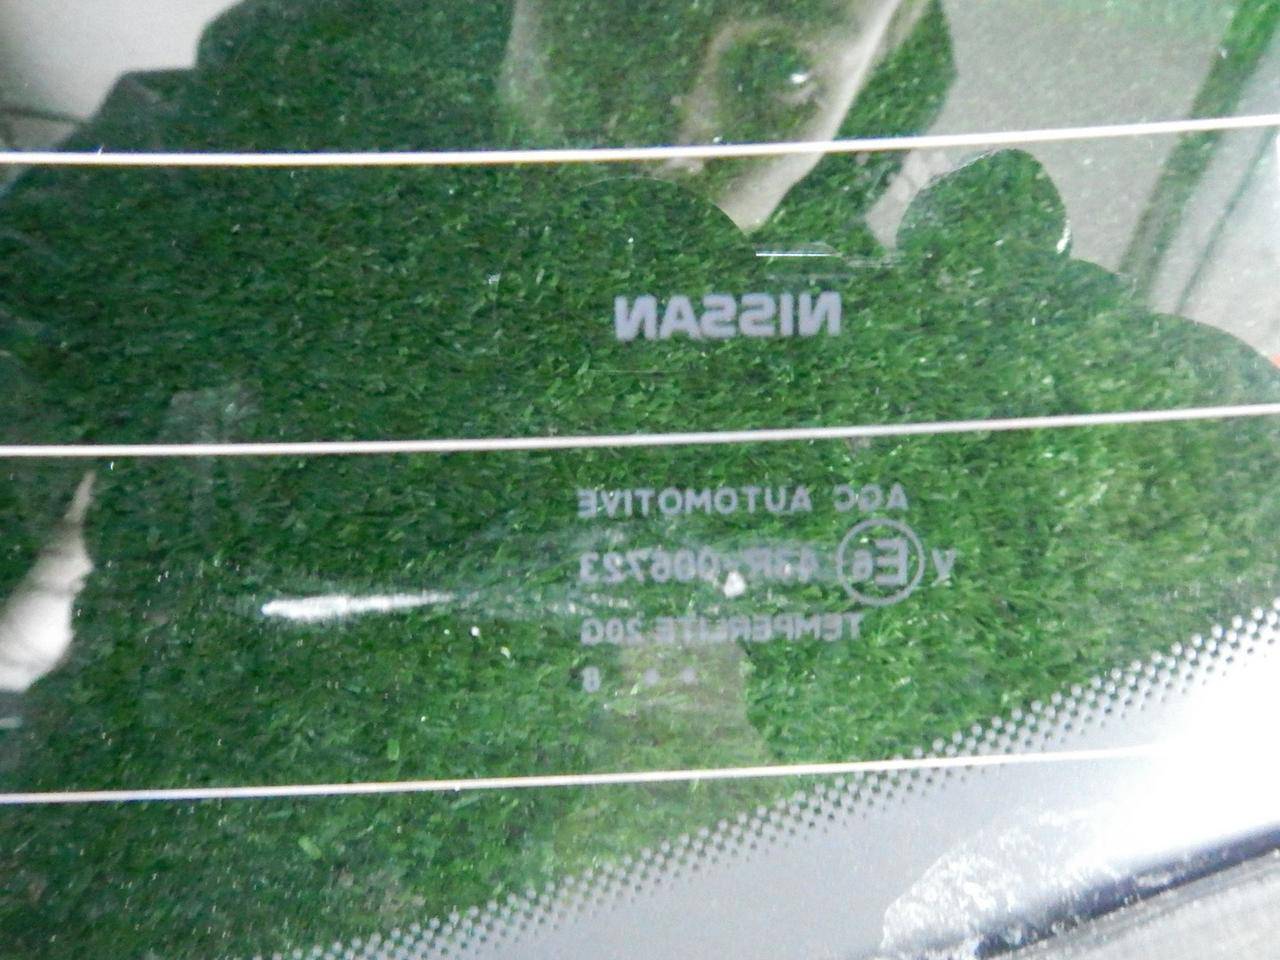 NISSAN
AGC AUTOMOTIVE
V E6 43R-006723
TEMPERLITE 20G
• • 8